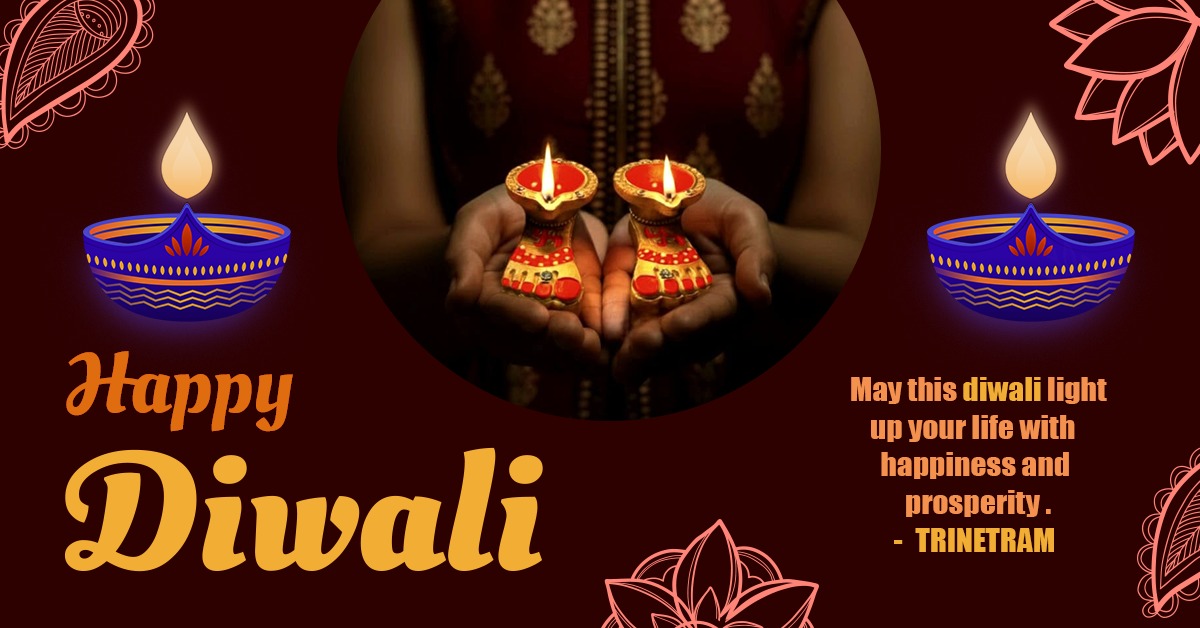 Happy
Diwali
May this diwali light
up your life with
happiness and
prosperity .
- TRINETRAM